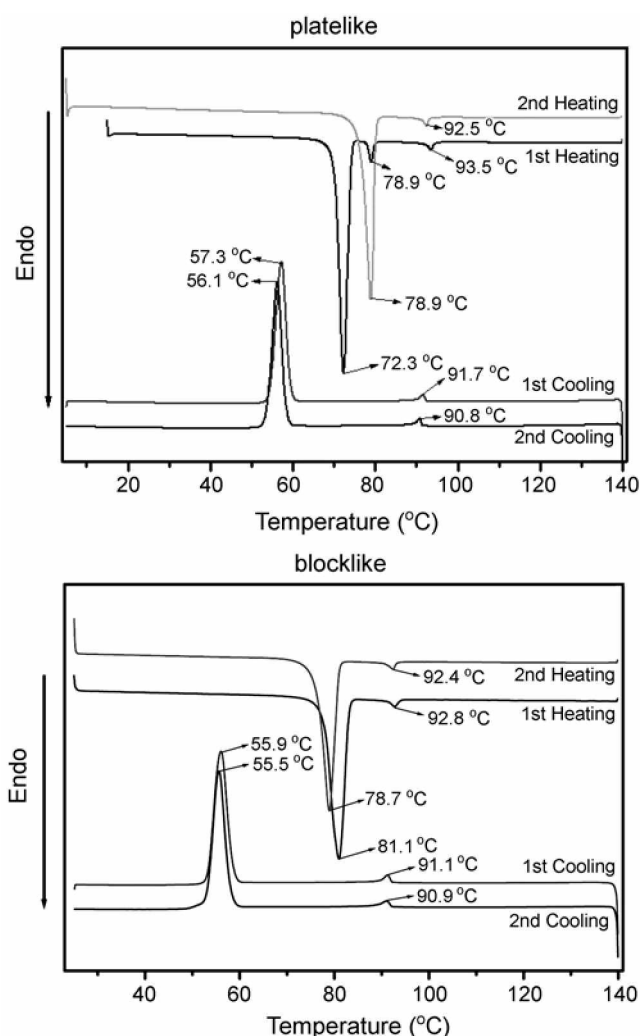 platelike
2nd Heating
92.5 °C
1st Heating
78.9 °C
93.5 °C
57.3 °C
56.1 °C
78.9 °C
72.3 °C
91.7 °C
1st Cooling
90.8 °C
2nd Cooling
Endo
20 40 60 80 100 120 140
Temperature (°C)
blocklike
92.4 °C
2nd Heating
92.8 °C
1st Heating
55.9 °C
55.5 °C
78.7 °C
81.1 °C
91.1 °C
1st Cooling
90.9 °C
2nd Cooling
Endo
40 60 80 100 120 140
Temperature (°C)